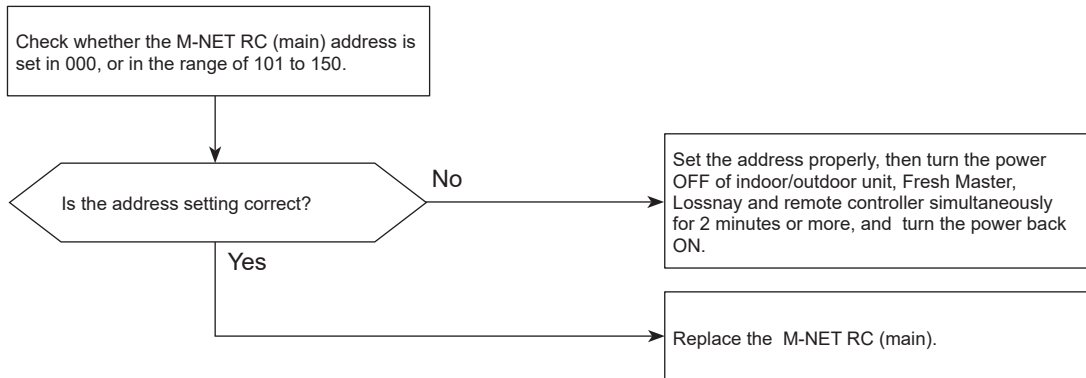 Check whether the M-NET RC (main) address is
set in 000, or in the range of 101 to 150.
Is the address setting correct?
No
Set the address properly, then turn the power
OFF of indoor/outdoor unit, Fresh Master,
Lossnay and remote controller simultaneously
for 2 minutes or more, and turn the power back
ON.
Yes
Replace the M-NET RC (main).